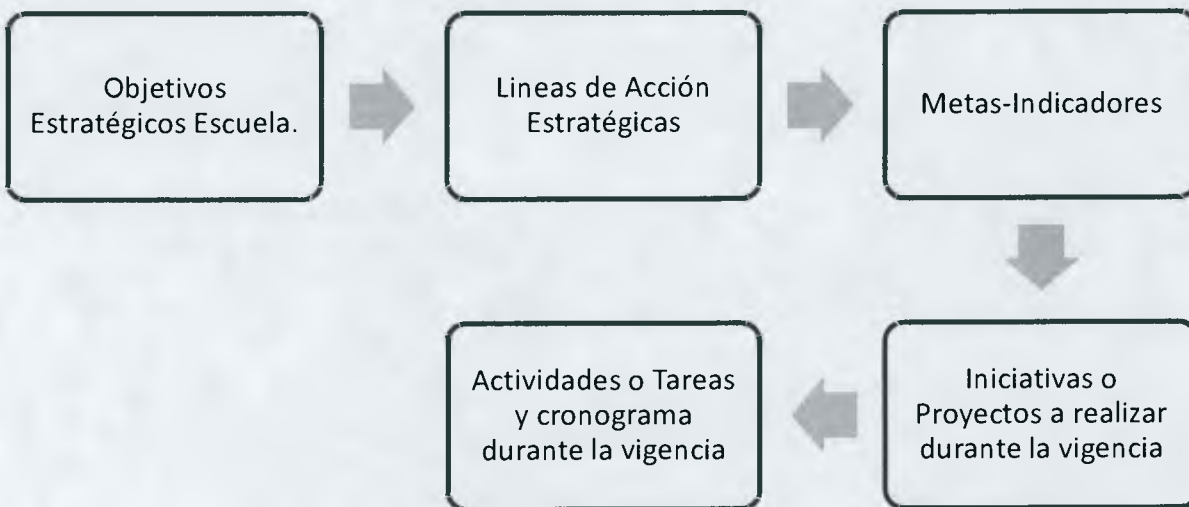 Objetivos
Estratégicos Escuela.
Lineas de Acción
Estratégicas
Metas-Indicadores
Iniciativas o
Proyectos a realizar
durante la vigencia
Actividades o Tareas
y cronograma
durante la vigencia